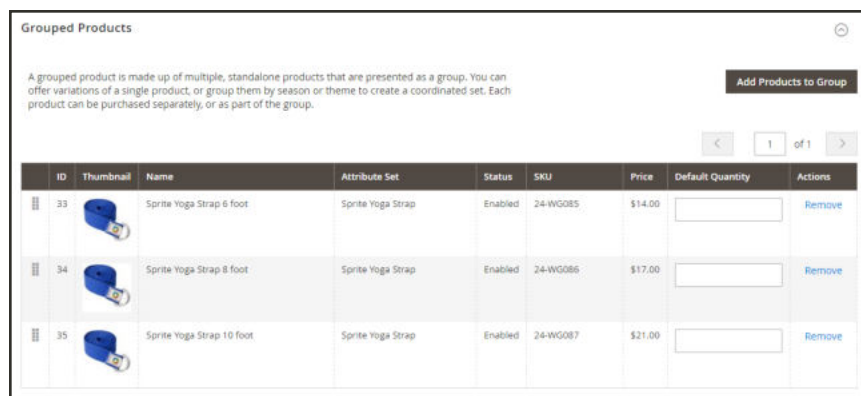 Grouped Products
A grouped product is made up of multiple, standalone products that are presented as a group. You can
offer variations of a single product, or group them by season or theme to create a coordinated set. Each
product can be purchased separately, or as part of the group.
Add Products to Group
1 of 1
ID Thumbnail Name Attribute Set Status SKU Price Default Quantity Actions
33 Sprite Yoga Strap 6 foot Sprite Yoga Strap Enabled 24-WG085 $14.00 Remove
34 Sprite Yoga Strap 8 foot Sprite Yoga Strap Enabled 24-WG086 $17.00 Remove
35 Sprite Yoga Strap 10 foot Sprite Yoga Strap Enabled 24-WG087 $21.00 Remove